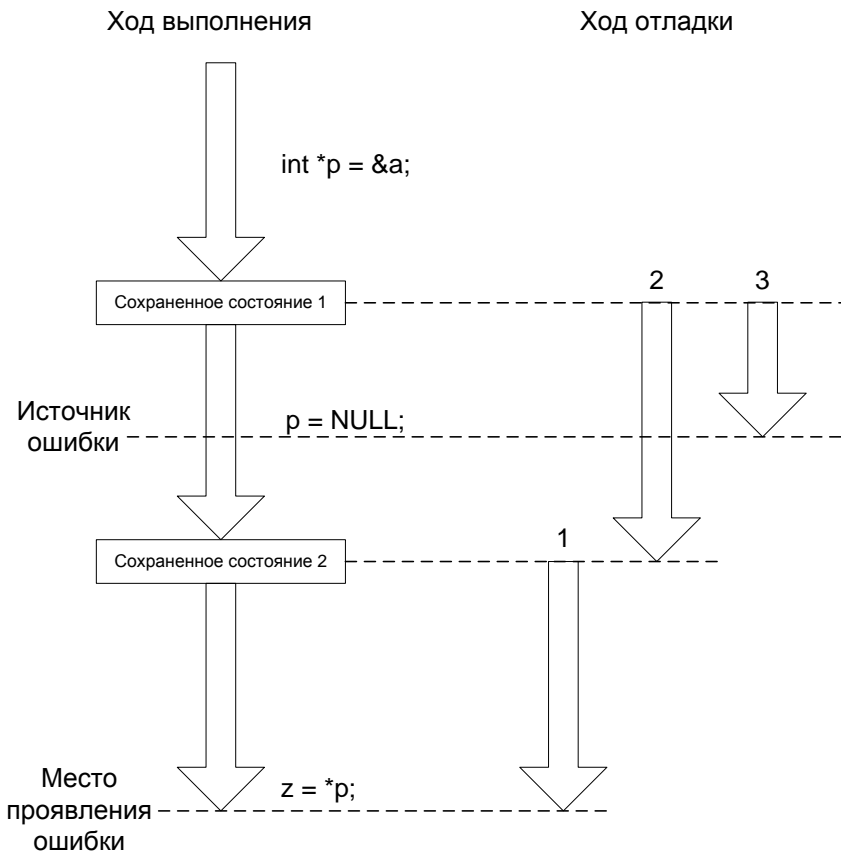 Ход выполнения
Ход отладки
int *p = &a;
2
3
Сохраненное состояние 1
Источник
ошибки
p = NULL;
1
Сохраненное состояние 2
z = *p;
Место
проявления
ошибки